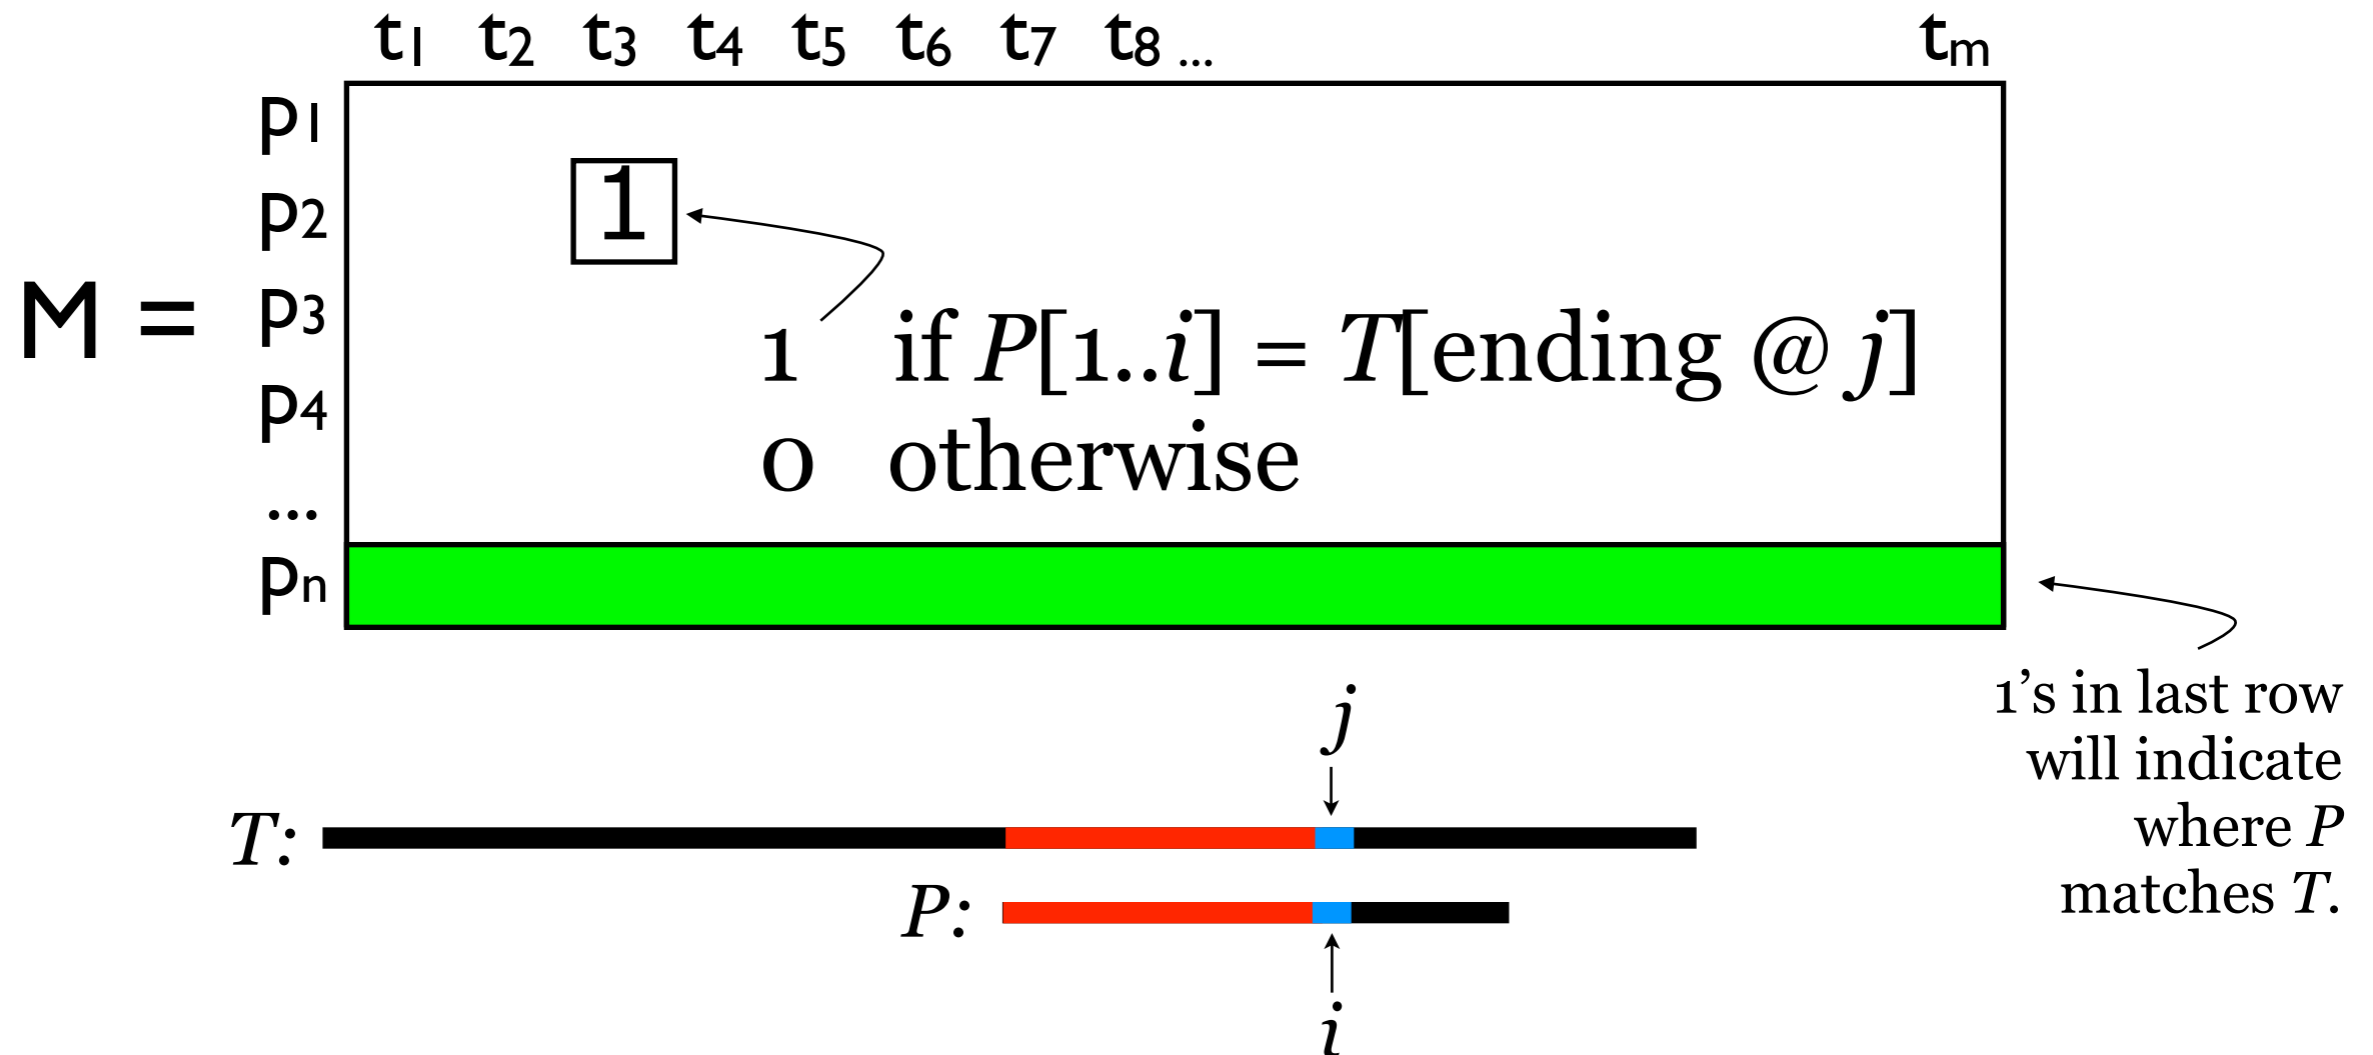 t1 t2 t3 t4 t5 t6 t7 t8 ... tm
p1
p2 1
M = p3
1 if P[1..i] = T[ending @ j]
p4
0 otherwise
...
pn
1's in last row
will indicate
where P
matches T.
j
T:
P:
i